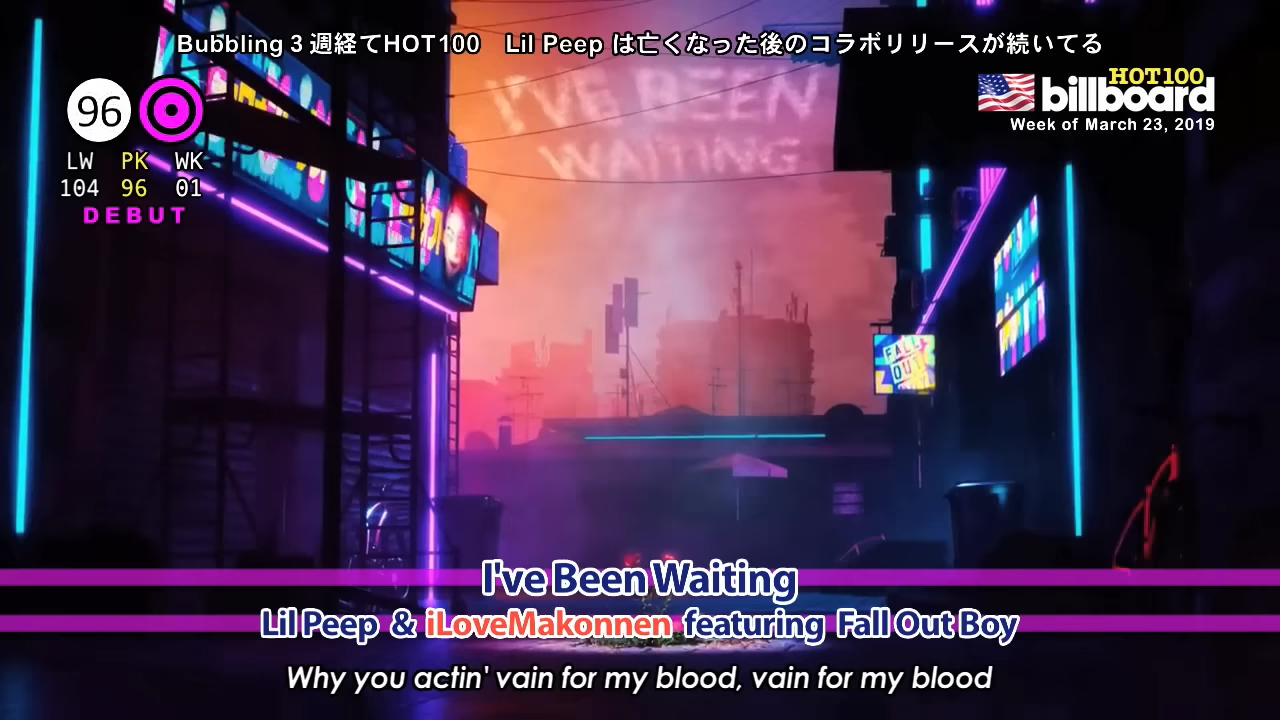 Bubbling 3 週経てHOT100 Lil Peep は亡くなった後のコラボリリースが続いてる
I'VE BEEN
WAITING
HOT100
billboard
Week of March 23, 2019
96
LW PK WK
104 96 01
DEBUT
FALL
OUT
I've Been Waiting
Lil Peep & iLoveMakonnen featuring Fall Out Boy
Why you actin' vain for my blood, vain for my blood